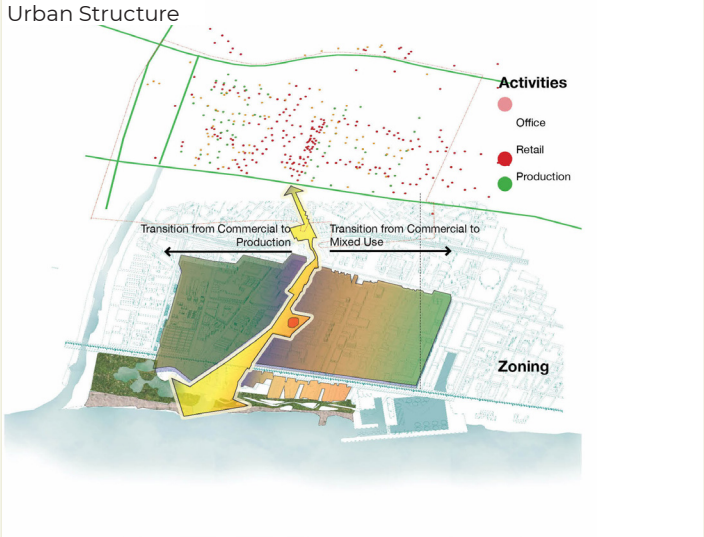 Urban Structure
Activities
Office
Retail
Production
Transition from Commercial to
Production
Transition from Commercial to
Mixed Use
Zoning